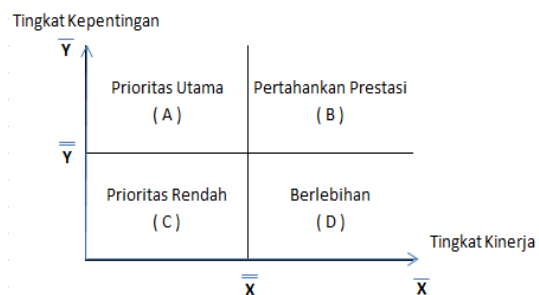 Tingkat Kepentingan
Y
Prioritas Utama
( A )
Pertahankan Prestasi
( B )
Y
Prioritas Rendah
( C )
Berlebihan
( D )
Tingkat Kinerja
X
X